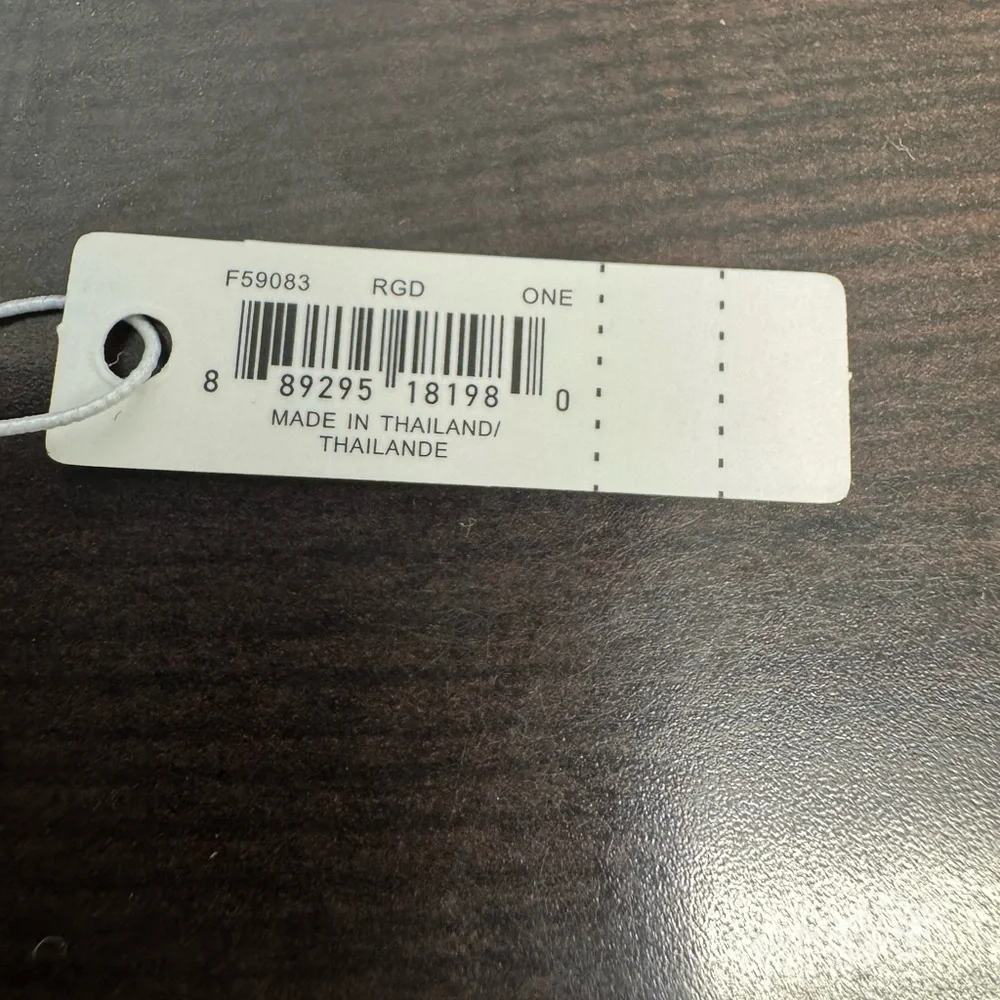 F59083 RGD ONE
8 89295 18198 0
MADE IN THAILAND/
THAILANDE